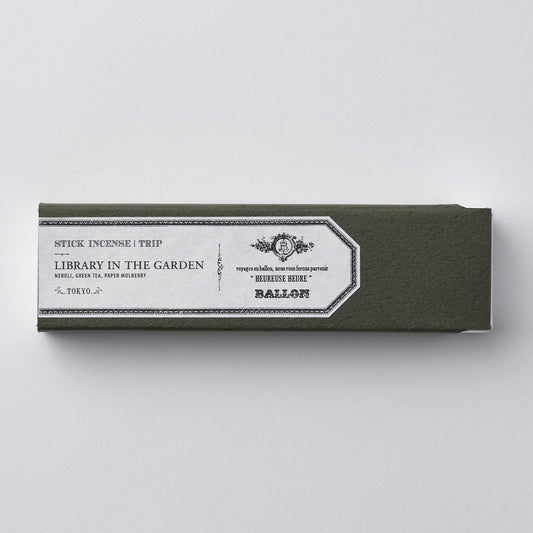 STICK INCENSE : TRIP
LIBRARY IN THE GARDEN
NEROLI, GREEN TEA, PAPER MULBERRY
TOKYO
voyages en ballon, nous vous ferons parvenir
" HEUREUSE HEURE "
BALLON